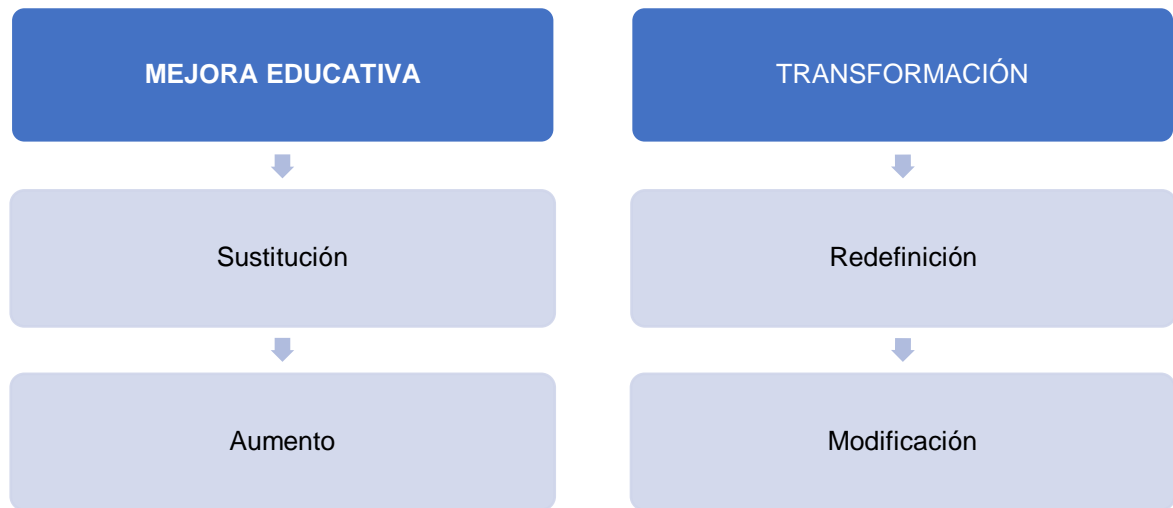 MEJORA EDUCATIVA
Sustitución
Aumento
TRANSFORMACIÓN
Redefinición
Modificación